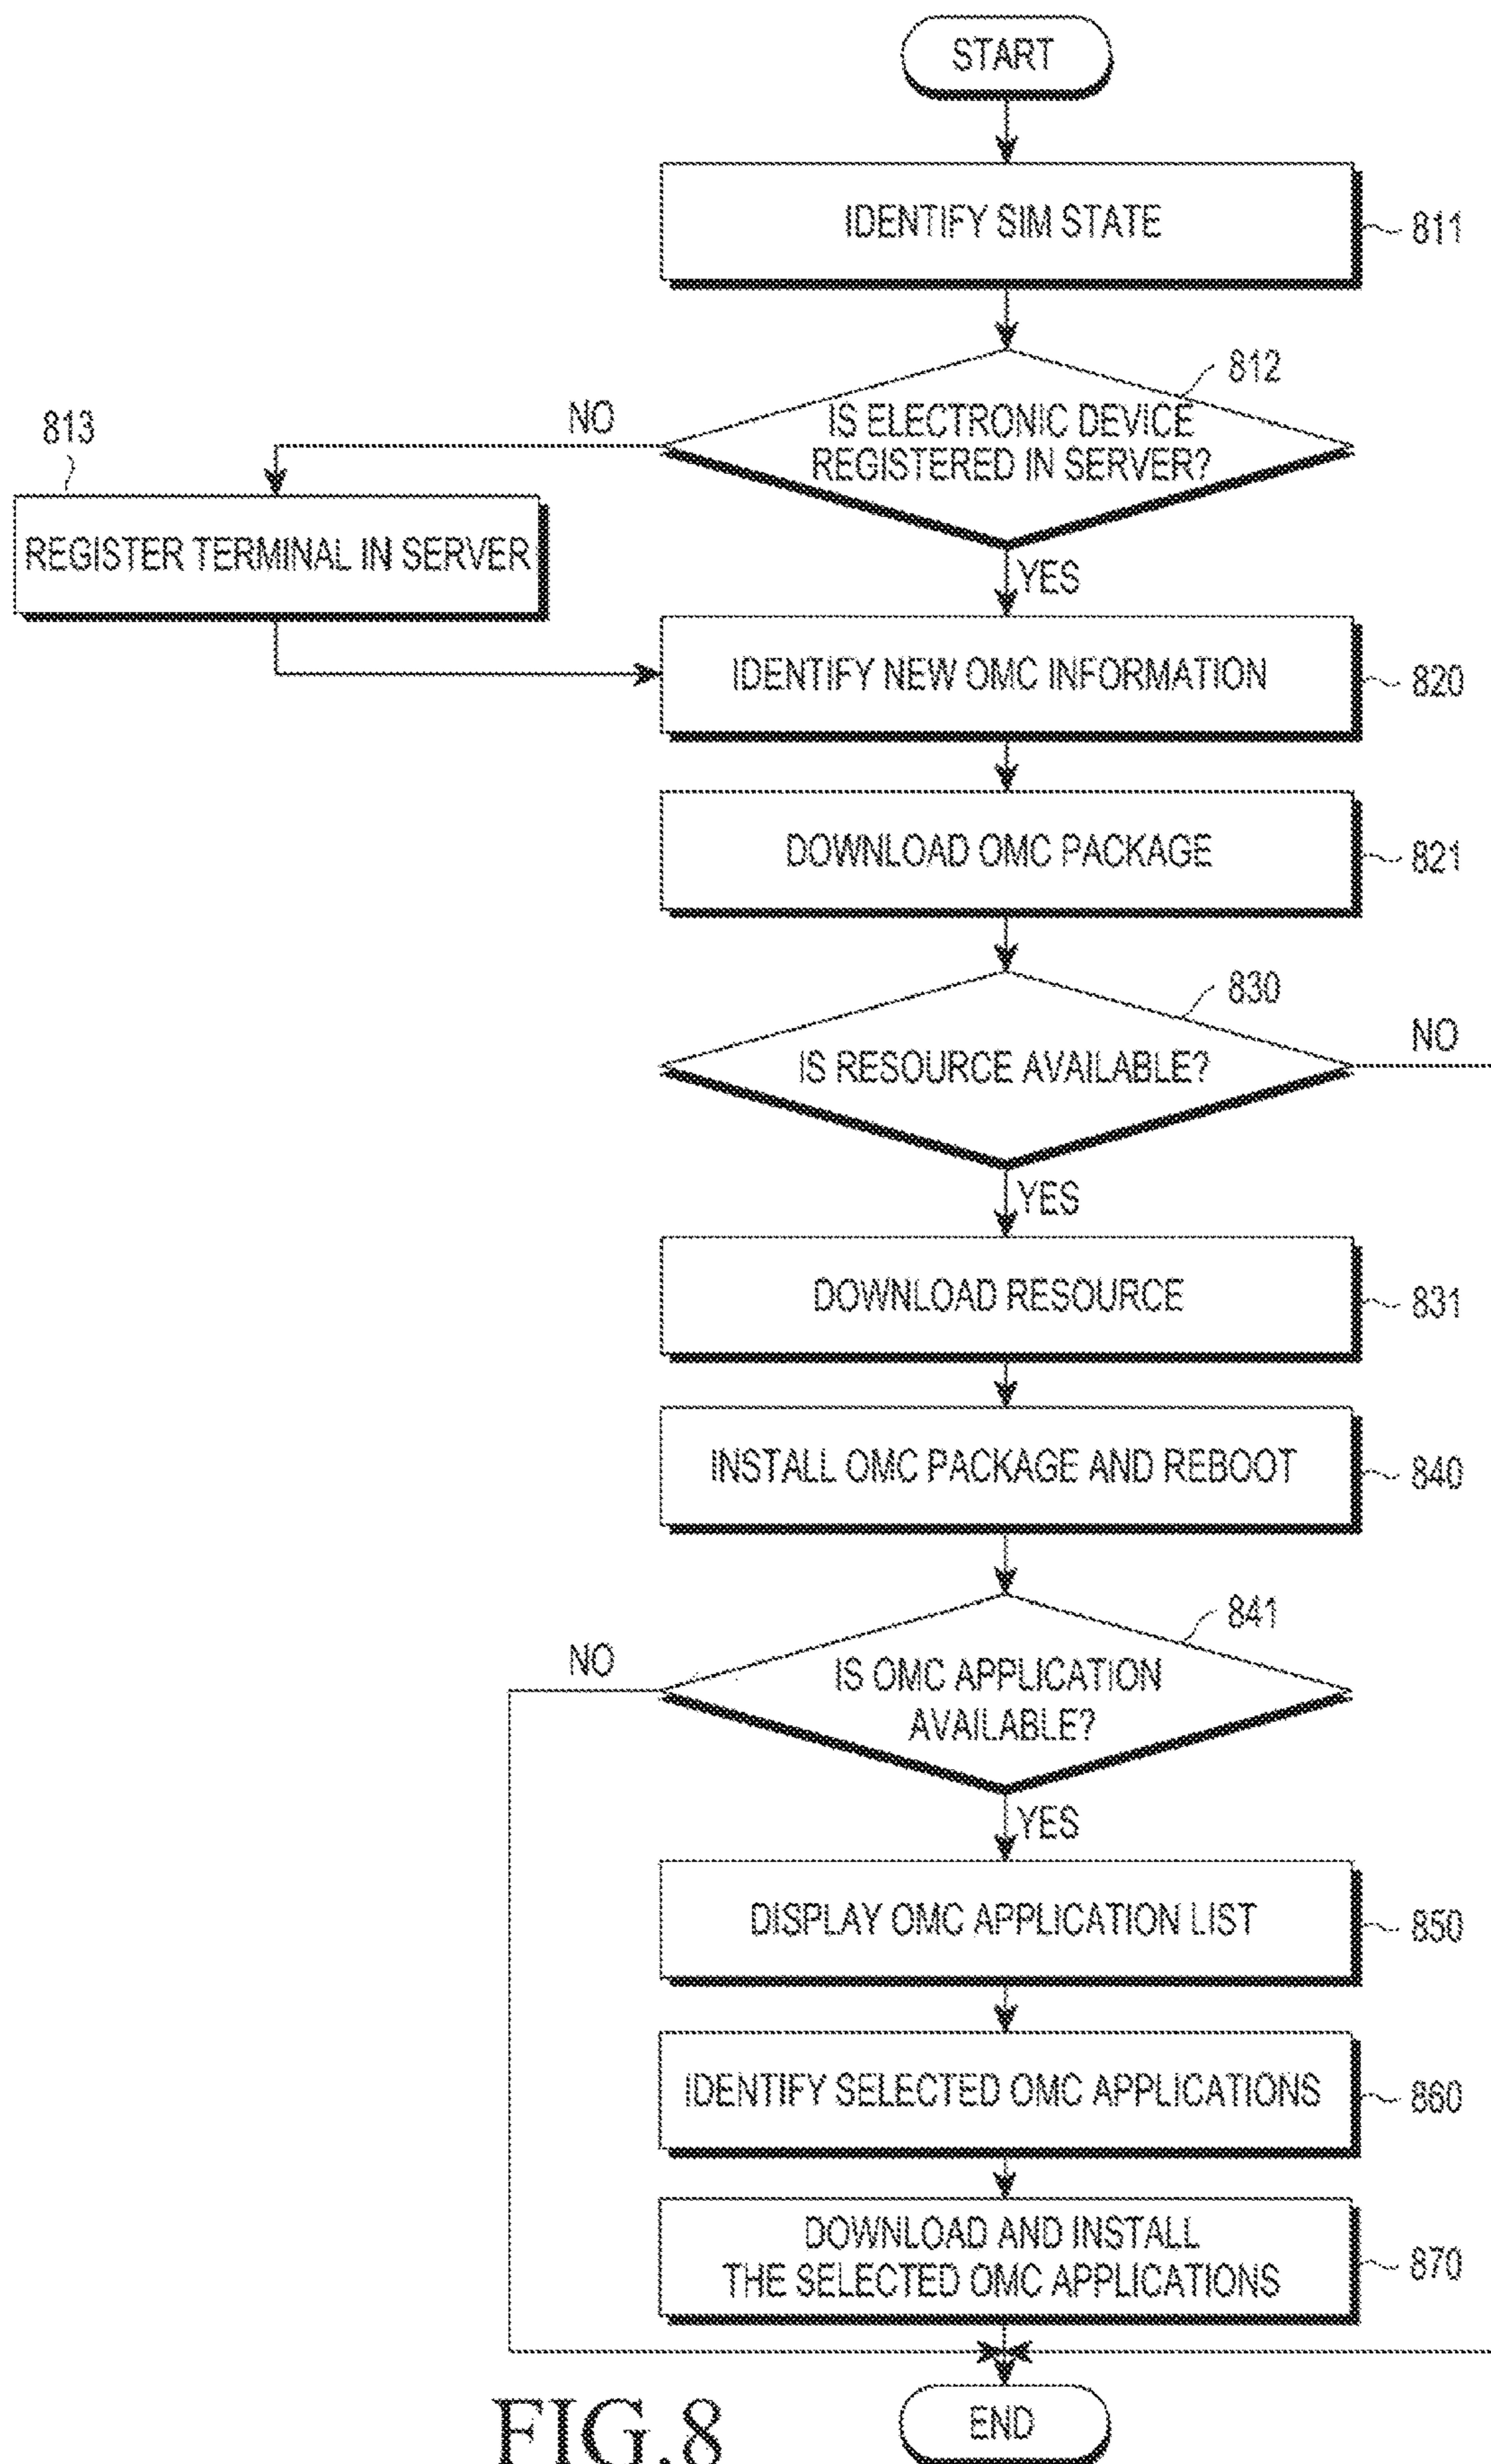 START
IDENTIFY SIM STATE
811
812
IS ELECTRONIC DEVICE
REGISTERED IN SERVER?
NO
813
REGISTER TERMINAL IN SERVER
YES
IDENTIFY NEW OMC INFORMATION
820
DOWNLOAD OMC PACKAGE
821
830
IS RESOURCE AVAILABLE?
NO
YES
DOWNLOAD RESOURCE
831
INSTALL OMC PACKAGE AND REBOOT
840
841
IS OMC APPLICATION
AVAILABLE?
NO
YES
DISPLAY OMC APPLICATION LIST
850
IDENTIFY SELECTED OMC APPLICATIONS
860
DOWNLOAD AND INSTALL
THE SELECTED OMC APPLICATIONS
870
END
FIG.8